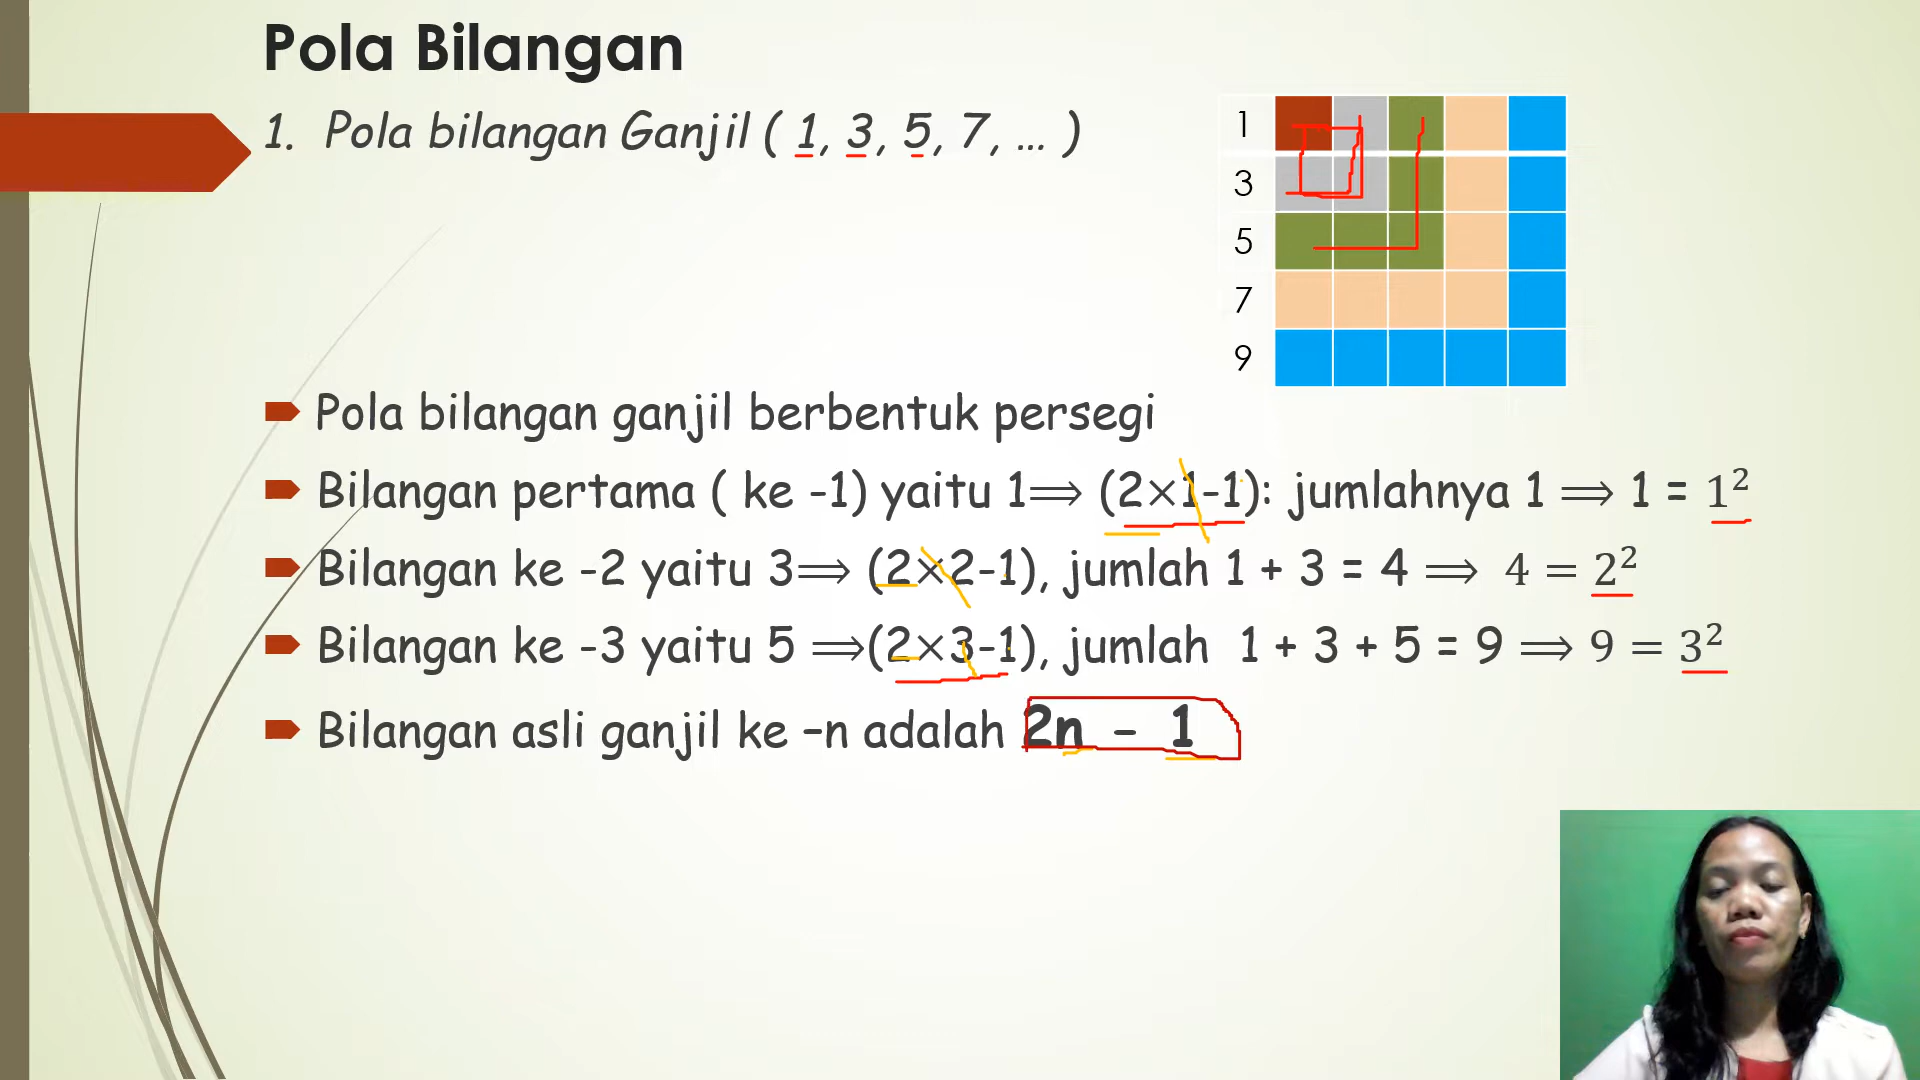 Pola Bilangan
1. Pola bilangan Ganjil ( 1, 3, 5, 7, ... )
1
3
5
7
9
Pola bilangan ganjil berbentuk persegi
Bilangan pertama ( ke -1) yaitu 1⟹ (2×1-1): jumlahnya 1 ⟹ 1 = 1²
Bilangan ke -2 yaitu 3⟹ (2×2-1), jumlah 1 + 3 = 4 ⟹ 4 = 2²
Bilangan ke -3 yaitu 5 ⟹(2×3-1), jumlah 1 + 3 + 5 = 9 ⟹ 9 = 3²
Bilangan asli ganjil ke –n adalah 2n – 1